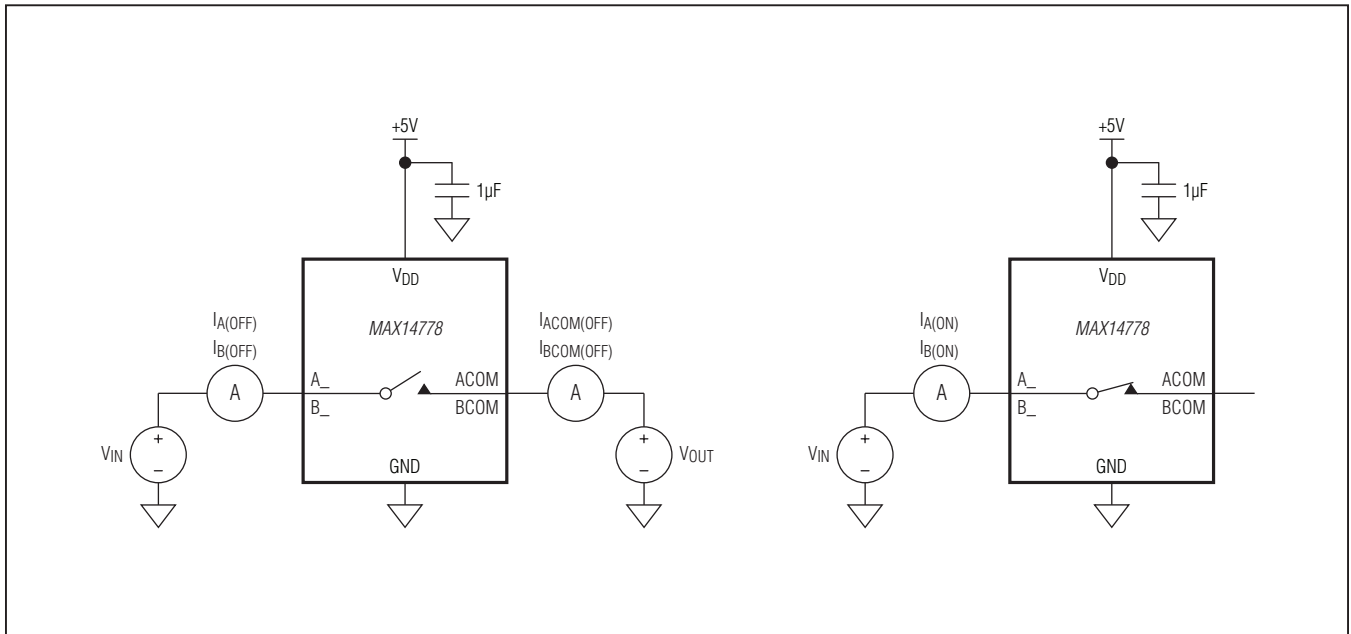 +5V
1µF
VDD
MAX14778
IA(OFF)
IB(OFF)
A
A_
B_
ACOM
BCOM
IACOM(OFF)
IBCOM(OFF)
A
VIN
+
−
GND
VOUT
+
−
+5V
1µF
VDD
MAX14778
IA(ON)
IB(ON)
A
A_
B_
ACOM
BCOM
VIN
+
−
GND